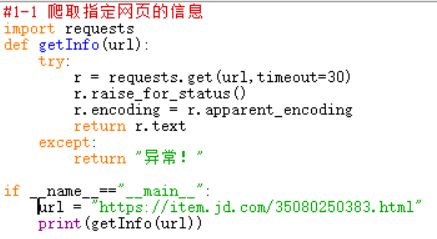 #1-1 爬取指定网页的信息
import requests
def getInfo(url):
    try:
        r = requests.get(url,timeout=30)
        r.raise_for_status()
        r.encoding = r.apparent_encoding
        return r.text
    except:
        return "异常！"
if __name__=="__main__":
    url = "https://item.jd.com/35080250383.html"
    print(getInfo(url))